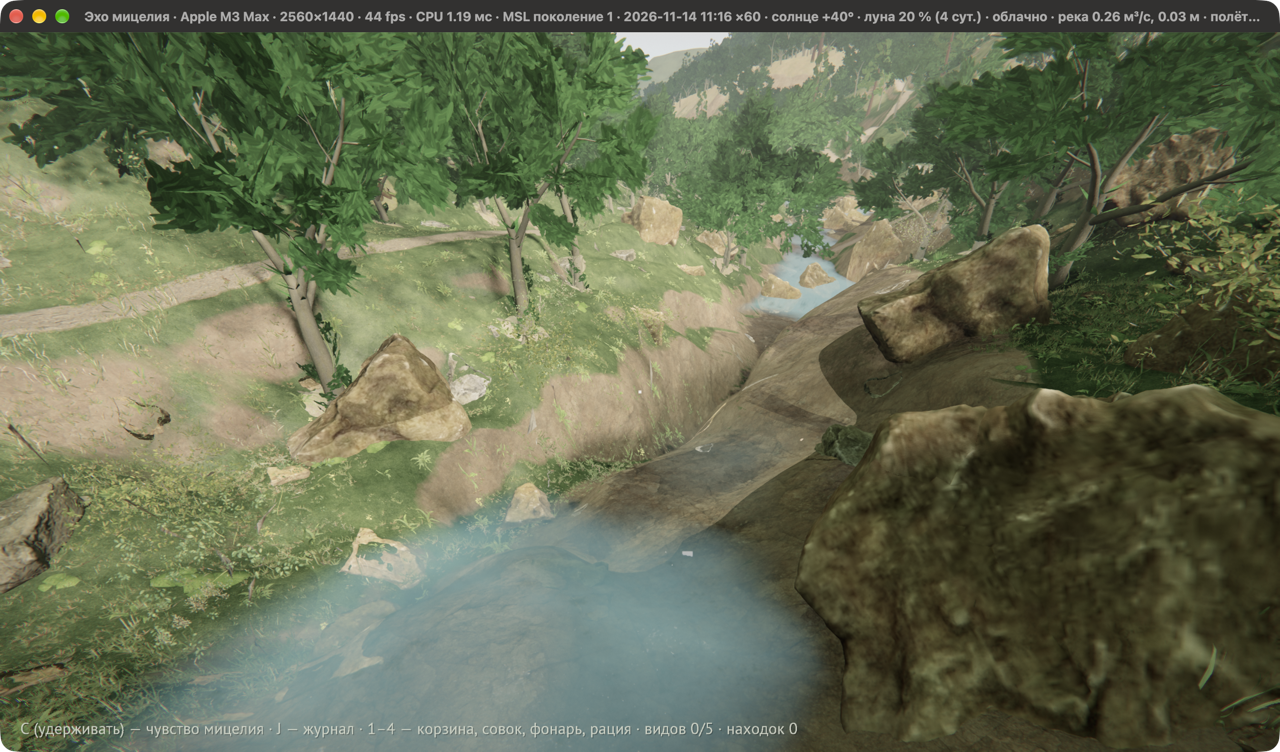 Эхо мицелия · Apple M3 Max · 2560×1440 · 44 fps · CPU 1.19 мс · MSL поколение 1 · 2026-11-14 11:16 ×60 · солнце +40° · луна 20 % (4 сут.) · облачно · река 0.26 м³/с, 0.03 м · полёт...
C (удерживать) — чувство мицелия · J — журнал · 1–4 — корзина, совок, фонарь, рация · видов 0/5 · находок 0